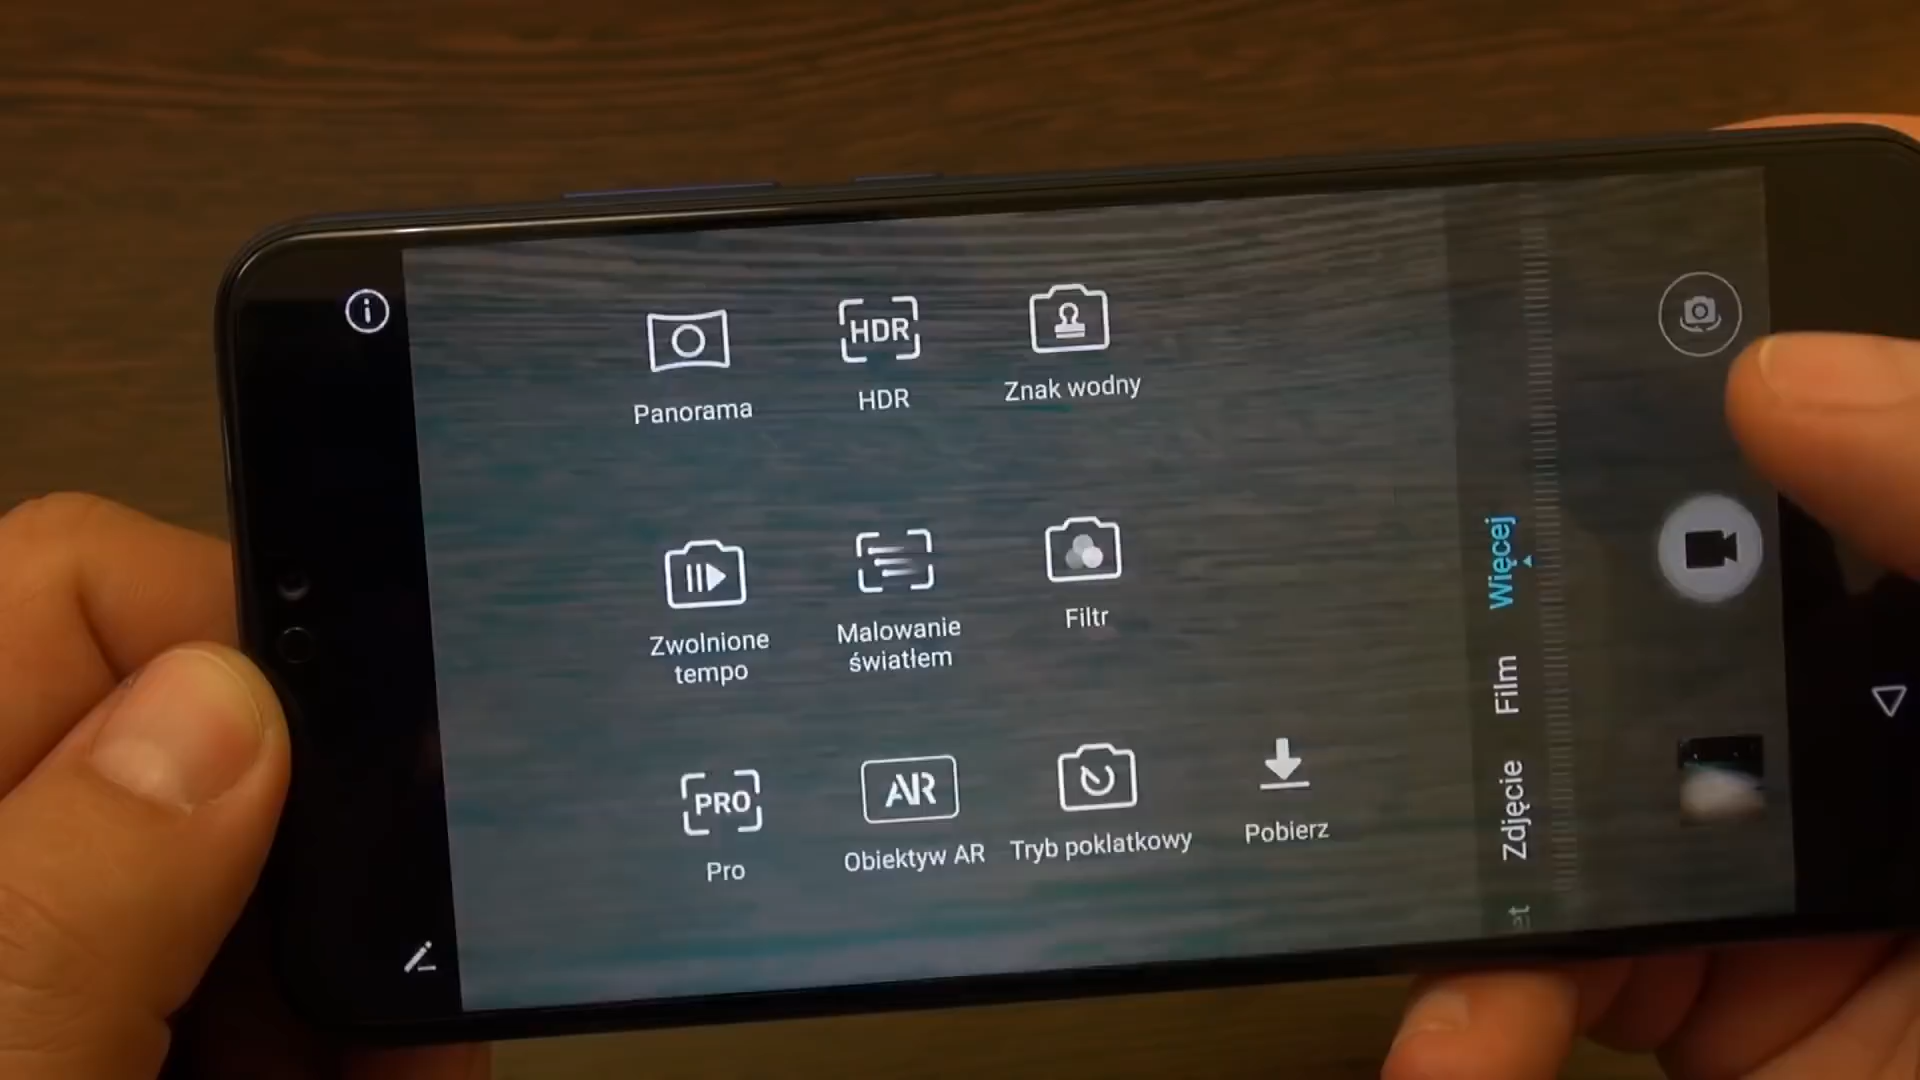 HDR
Panorama
HDR
Znak wodny
Zwolnione
tempo
Malowanie
światłem
Filtr
PRO
AR
Pro
Obiektyw AR
Tryb poklatkowy
Pobierz
Więcej
Film
Zdjęcie
et